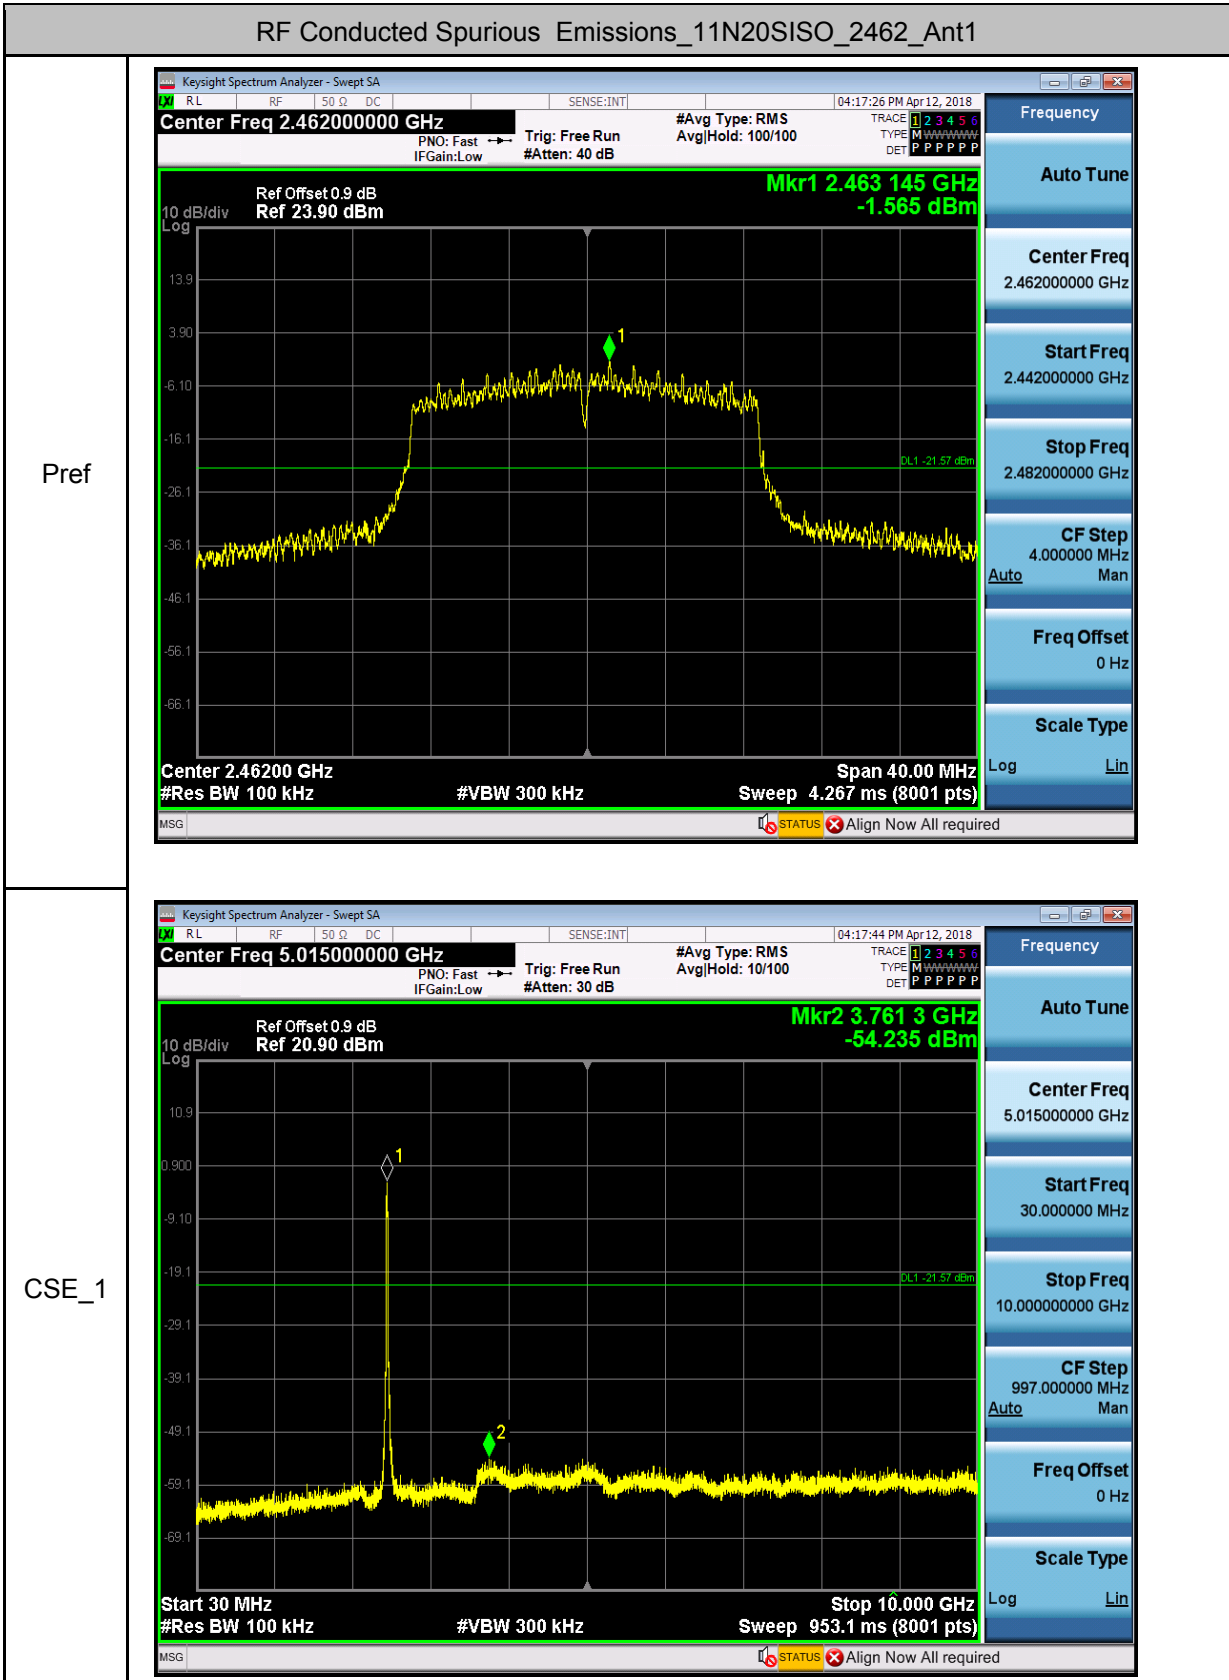 RF Conducted Spurious Emissions_11N20SISO_2462_Ant1
Pref
Keysight Spectrum Analyzer - Swept SA
LXI RL RF 50 Ω DC SENSE:INT 04:17:26 PM Apr 12, 2018
Center Freq 2.462000000 GHz
PNO: Fast
IFGain:Low
Trig: Free Run
#Atten: 40 dB
#Avg Type: RMS
Avg|Hold: 100/100
TRACE 1 2 3 4 5 6
TYPE M WWWWW
DET P P P P P P
Mkr1 2.463 145 GHz
-1.565 dBm
Ref Offset 0.9 dB
10 dB/div Ref 23.90 dBm
Log
13.9
3.90
-6.10
-16.1
-26.1
-36.1
-46.1
-56.1
-66.1
1
DL1 -21.57 dBm
Center 2.46200 GHz
Span 40.00 MHz
#Res BW 100 kHz
#VBW 300 kHz
Sweep 4.267 ms (8001 pts)
MSG
STATUS
Align Now All required
Frequency
Auto Tune
Center Freq
2.462000000 GHz
Start Freq
2.442000000 GHz
Stop Freq
2.482000000 GHz
CF Step
4.000000 MHz
Auto Man
Freq Offset
0 Hz
Scale Type
Log Lin
CSE_1
Keysight Spectrum Analyzer - Swept SA
LXI RL RF 50 Ω DC SENSE:INT 04:17:44 PM Apr 12, 2018
Center Freq 5.015000000 GHz
PNO: Fast
IFGain:Low
Trig: Free Run
#Atten: 30 dB
#Avg Type: RMS
Avg|Hold: 10/100
TRACE 1 2 3 4 5 6
TYPE M WWWWW
DET P P P P P P
Mkr2 3.761 3 GHz
-54.235 dBm
Ref Offset 0.9 dB
10 dB/div Ref 20.90 dBm
Log
10.9
0.900
-9.10
-19.1
-29.1
-39.1
-49.1
-59.1
-69.1
1
2
DL1 -21.57 dBm
Start 30 MHz
Stop 10.000 GHz
#Res BW 100 kHz
#VBW 300 kHz
Sweep 953.1 ms (8001 pts)
MSG
STATUS
Align Now All required
Frequency
Auto Tune
Center Freq
5.015000000 GHz
Start Freq
30.000000 MHz
Stop Freq
10.000000000 GHz
CF Step
997.000000 MHz
Auto Man
Freq Offset
0 Hz
Scale Type
Log Lin